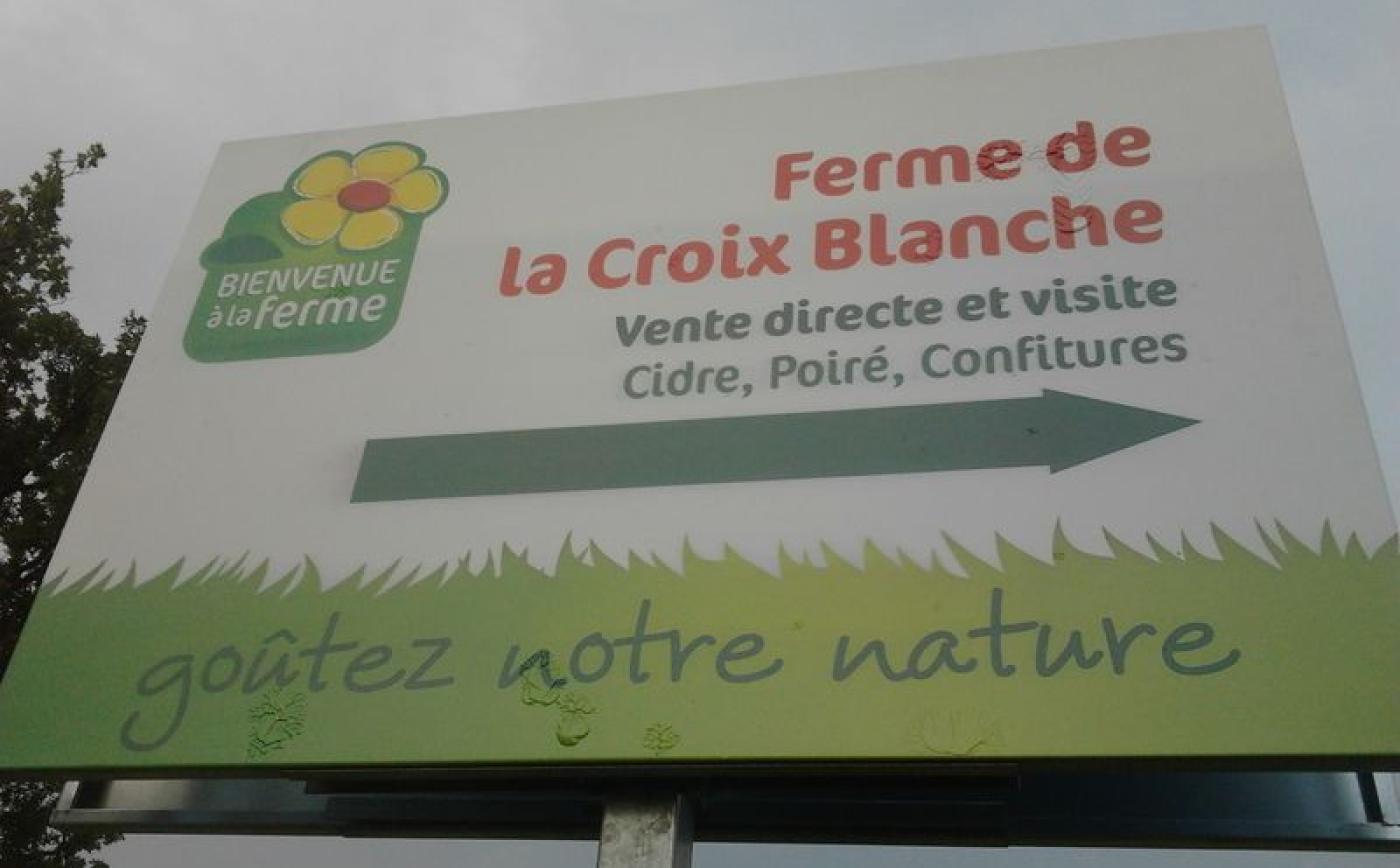 BIENVENUE
à la ferme
Ferme de
la Croix Blanche
Vente directe et visite
Cidre, Poiré, Confitures
goûtez notre nature